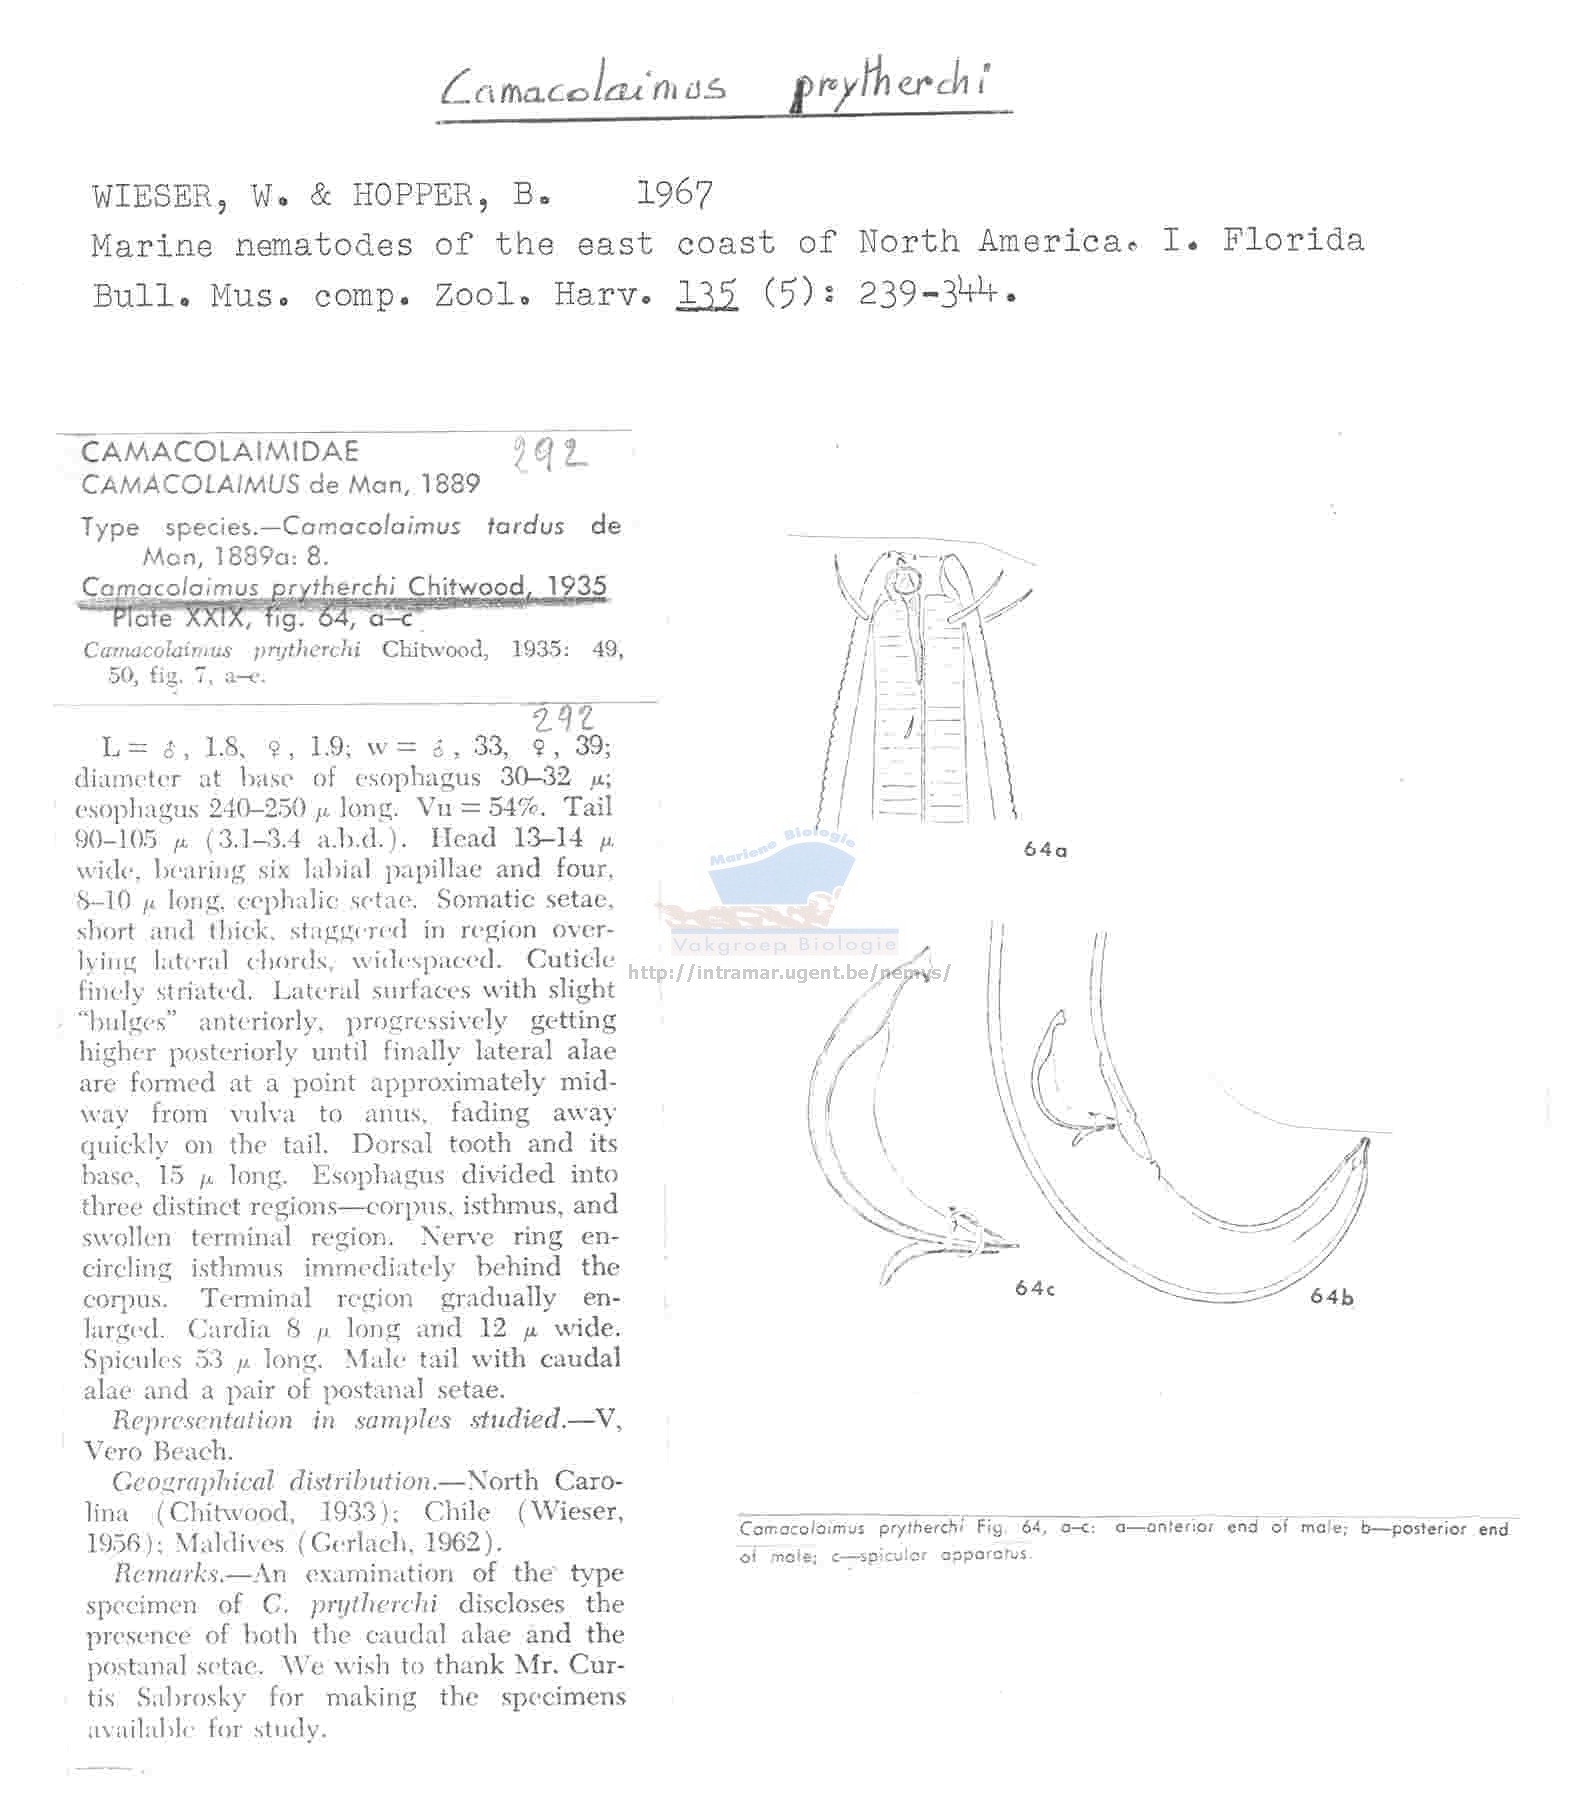 Camacolaimus prytherchi
WIESER, W. & HOPPER, B. 1967
Marine nematodes of the east coast of North America. I. Florida
Bull. Mus. comp. Zool. Harv. 135 (5): 239-344.
CAMACOLAIMIDAE 292
CAMACOLAIMUS de Man, 1889
Type species.—Camacolaimus tardus de
Man, 1889a: 8.
Camacolaimus prytherchi Chitwood, 1935
Plate XXIX, fig. 64, a–c
Camacolaimus prytherchi Chitwood, 1935: 49,
50, fig. 7, a–e.
292
L = ♂, 1.8, ♀, 1.9; w = ♂, 33, ♀, 39;
diameter at base of esophagus 30–32 μ;
esophagus 240–250 μ long. Vu = 54%. Tail
90–105 μ (3.1–3.4 a.b.d.). Head 13–14 μ
wide, bearing six labial papillae and four,
8–10 μ long, cephalic setae. Somatic setae,
short and thick, staggered in region over-
lying lateral chords, widespaced. Cuticle
finely striated. Lateral surfaces with slight
“bulges” anteriorly, progressively getting
higher posteriorly until finally lateral alae
are formed at a point approximately mid-
way from vulva to anus, fading away
quickly on the tail. Dorsal tooth and its
base, 15 μ long. Esophagus divided into
three distinct regions—corpus, isthmus, and
swollen terminal region. Nerve ring en-
circling isthmus immediately behind the
corpus. Terminal region gradually en-
larged. Cardia 8 μ long and 12 μ wide.
Spicules 53 μ long. Male tail with caudal
alae and a pair of postanal setae.
Representation in samples studied.—V,
Vero Beach.
Geographical distribution.—North Caro-
lina (Chitwood, 1933); Chile (Wieser,
1956); Maldives (Gerlach, 1962).
Remarks.—An examination of the type
specimen of C. prytherchi discloses the
presence of both the caudal alae and the
postanal setae. We wish to thank Mr. Cur-
tis Sabrosky for making the specimens
available for study.
64a
Mariene Biologie
Vakgroep Biologie
http://intramar.ugent.be/nemys/
64c
64b
Camacolaimus prytherchi Fig. 64, a–c: a—anterior end of male; b—posterior end
of male; c—spicular apparatus.